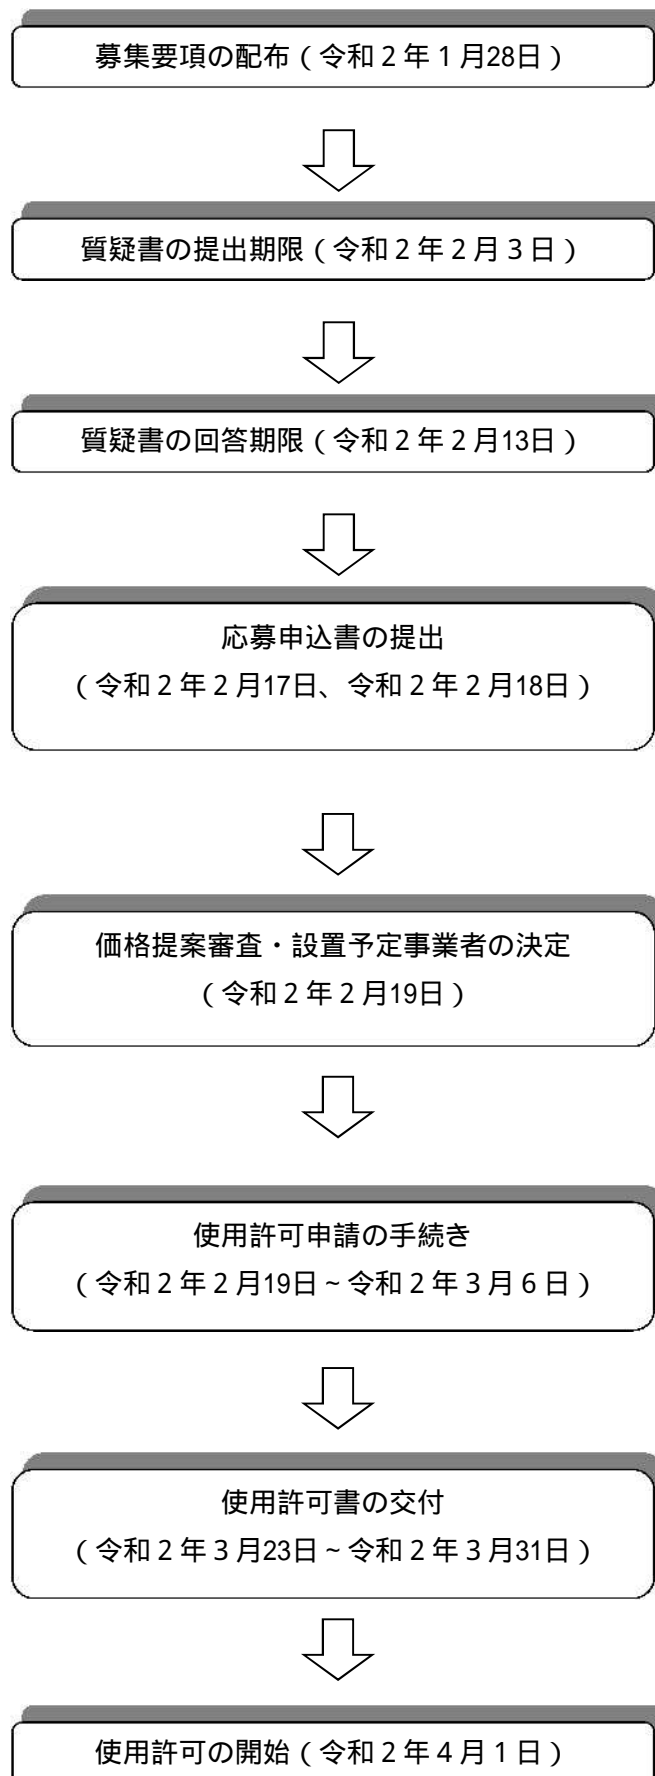 募集要項の配布（令和２年１月28日）
質疑書の提出期限（令和２年２月３日）
質疑書の回答期限（令和２年２月13日）
応募申込書の提出
（令和２年２月17日、令和２年２月18日）
価格提案審査・設置予定事業者の決定
（令和２年２月19日）
使用許可申請の手続き
（令和２年２月19日～令和２年３月６日）
使用許可書の交付
（令和２年３月23日～令和２年３月31日）
使用許可の開始（令和２年４月１日）